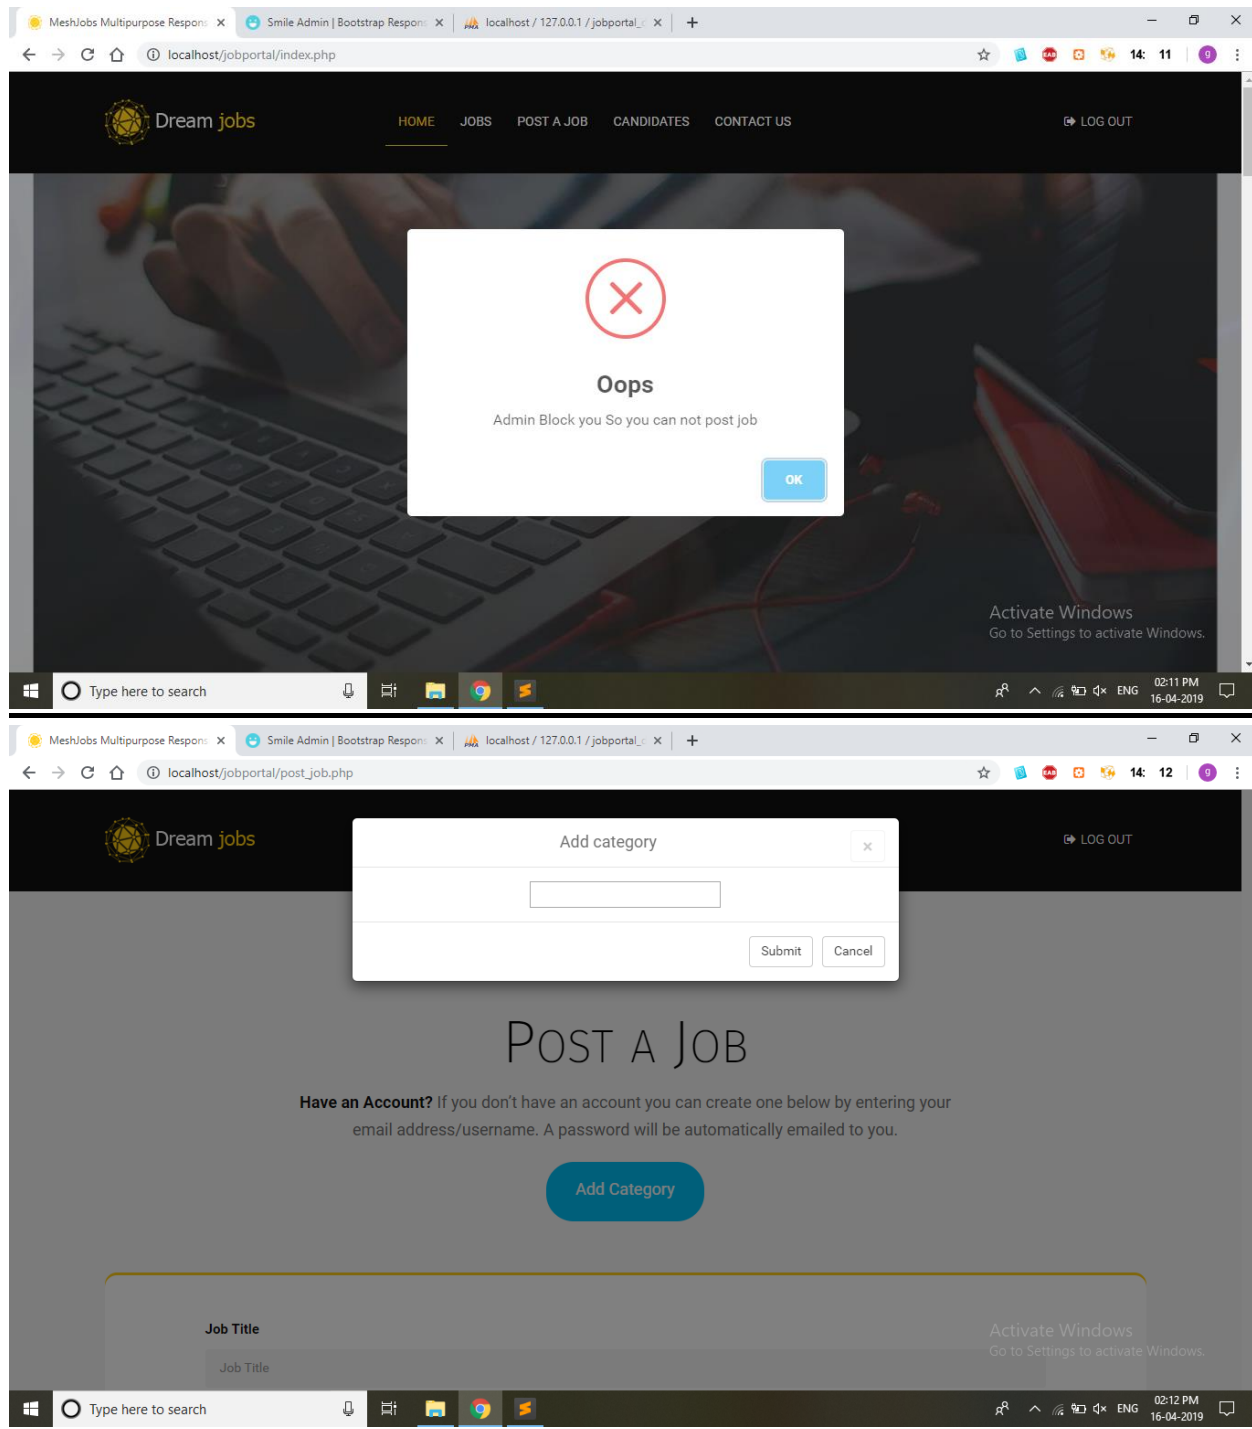 MeshJobs Multipurpose Respons
Smile Admin | Bootstrap Respons
localhost / 127.0.0.1 / jobportal_
localhost/jobportal/index.php
14: 11
g
Dream jobs
HOME
JOBS
POST A JOB
CANDIDATES
CONTACT US
LOG OUT
Oops
Admin Block you So you can not post job
OK
Activate Windows
Go to Settings to activate Windows.
Type here to search
ENG
02:11 PM
16-04-2019
MeshJobs Multipurpose Respons
Smile Admin | Bootstrap Respons
localhost / 127.0.0.1 / jobportal_
localhost/jobportal/post_job.php
14: 12
g
Dream jobs
Add category
LOG OUT
Submit
Cancel
POST A JOB
Have an Account? If you don't have an account you can create one below by entering your
email address/username. A password will be automatically emailed to you.
Add Category
Job Title
Job Title
Activate Windows
Go to Settings to activate Windows.
Type here to search
ENG
02:12 PM
16-04-2019